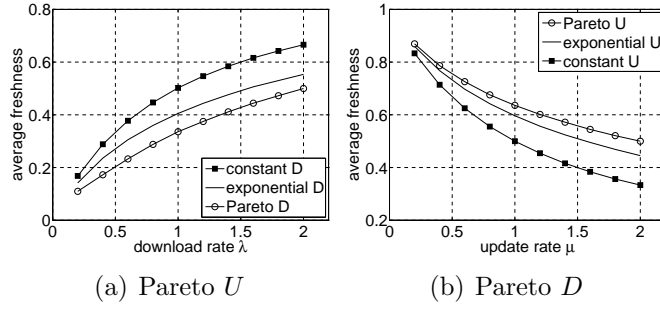 average freshness
0.8
0.6
0.4
0.2
0
0.5
1
1.5
2
download rate λ
constant D
exponential D
Pareto D
(a) Pareto U
average freshness
1
0.8
0.6
0.4
0.2
0
0.5
1
1.5
2
update rate μ
Pareto U
exponential U
constant U
(b) Pareto D